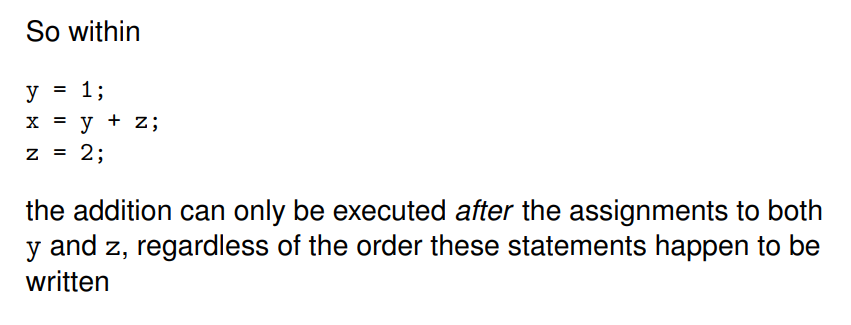 So within
y = 1;
x = y + z;
z = 2;
the addition can only be executed after the assignments to both
y and z, regardless of the order these statements happen to be
written